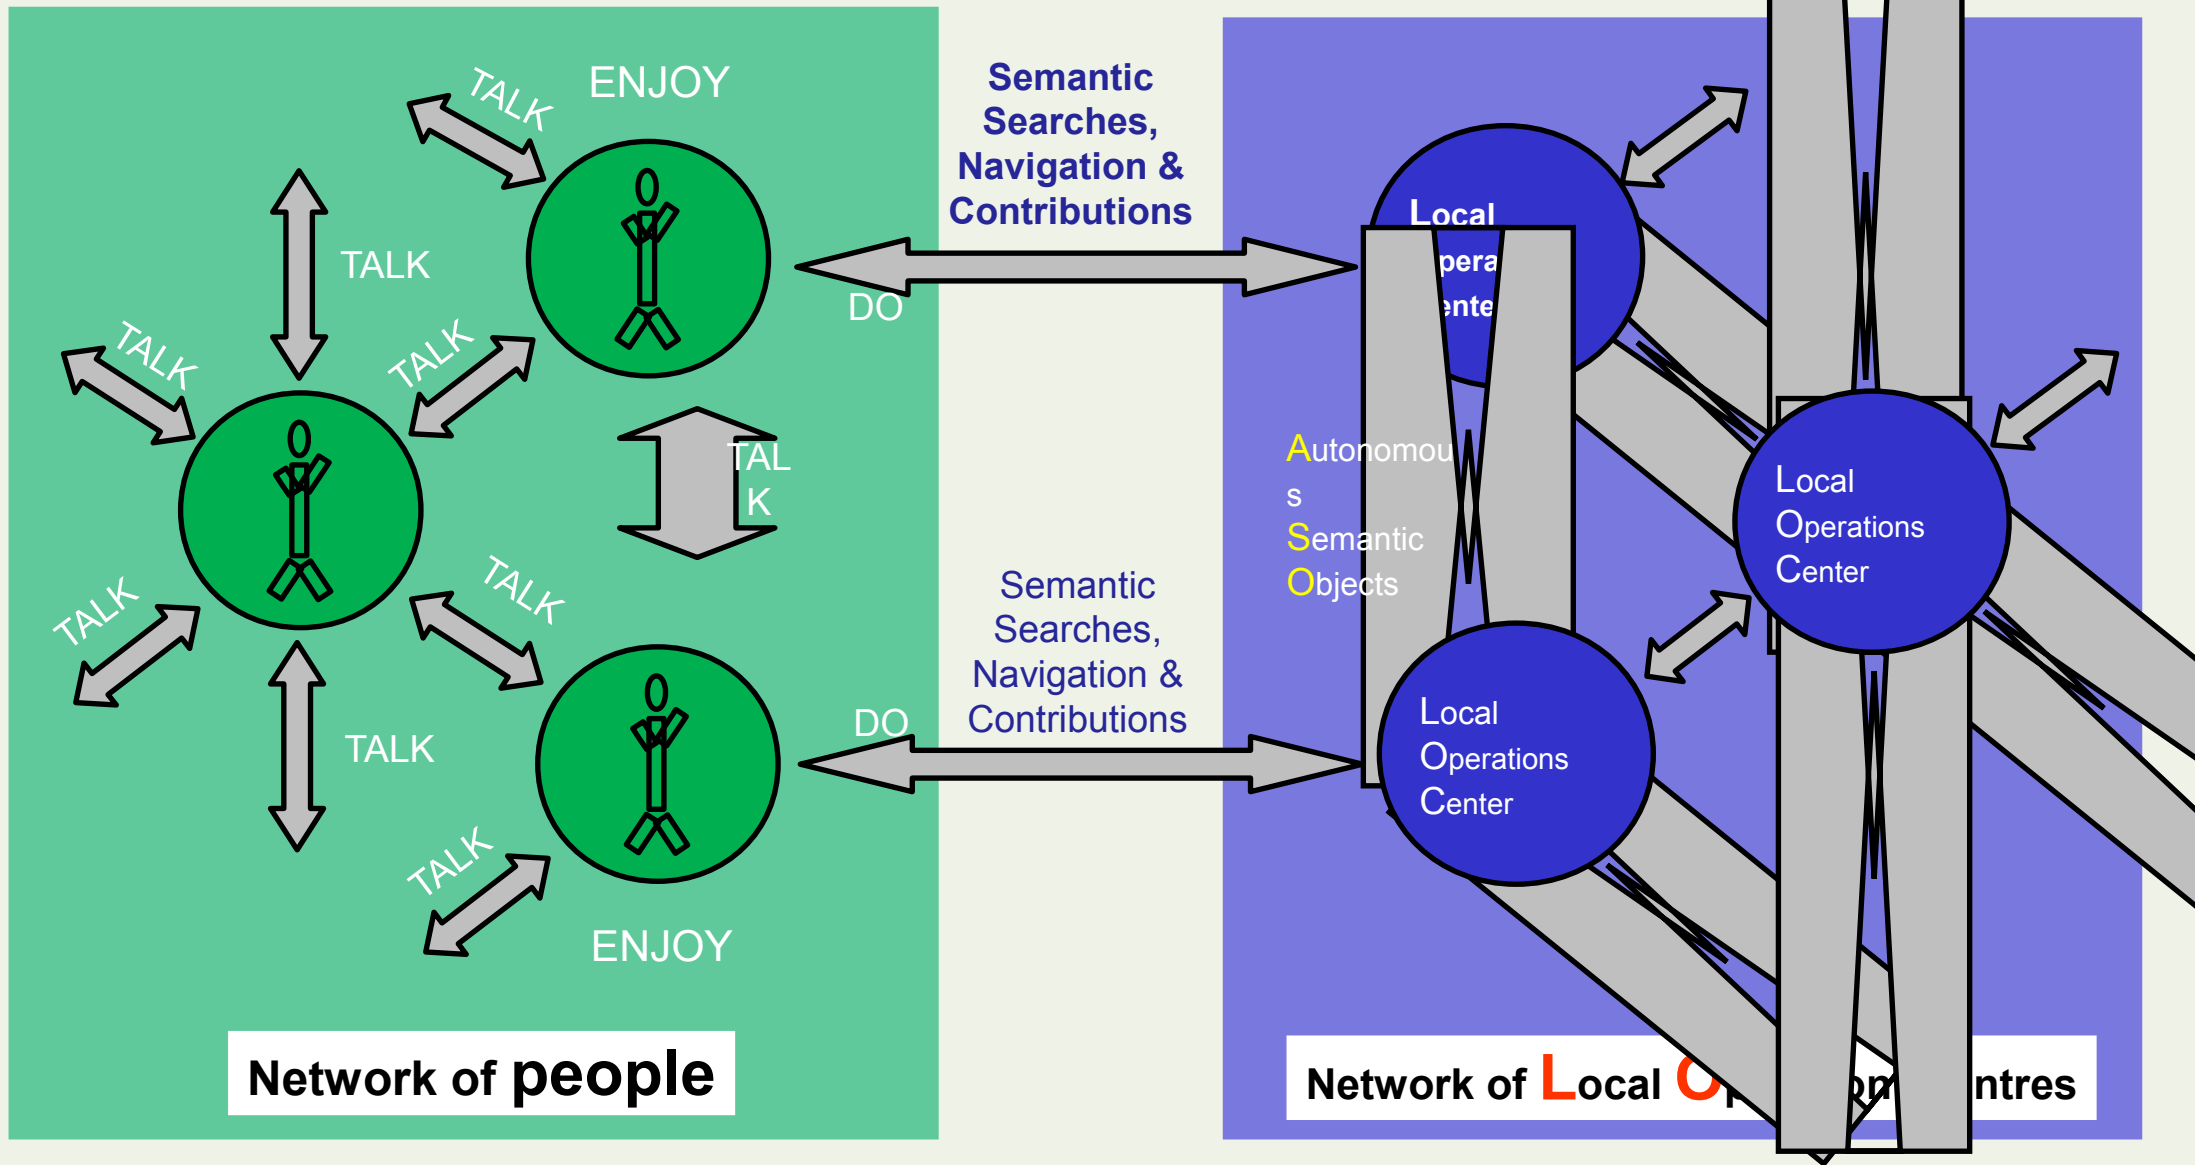 ENJOY
TALK
TALK
TALK
TALK
DO
TAL
K
TALK
TALK
TALK
DO
TALK
ENJOY
Network of people
Semantic
Searches,
Navigation &
Contributions
Semantic
Searches,
Navigation &
Contributions
Local
Autonomou
s
Semantic
Objects
Local
Operations
Center
Local
Operations
Center
Network of Local